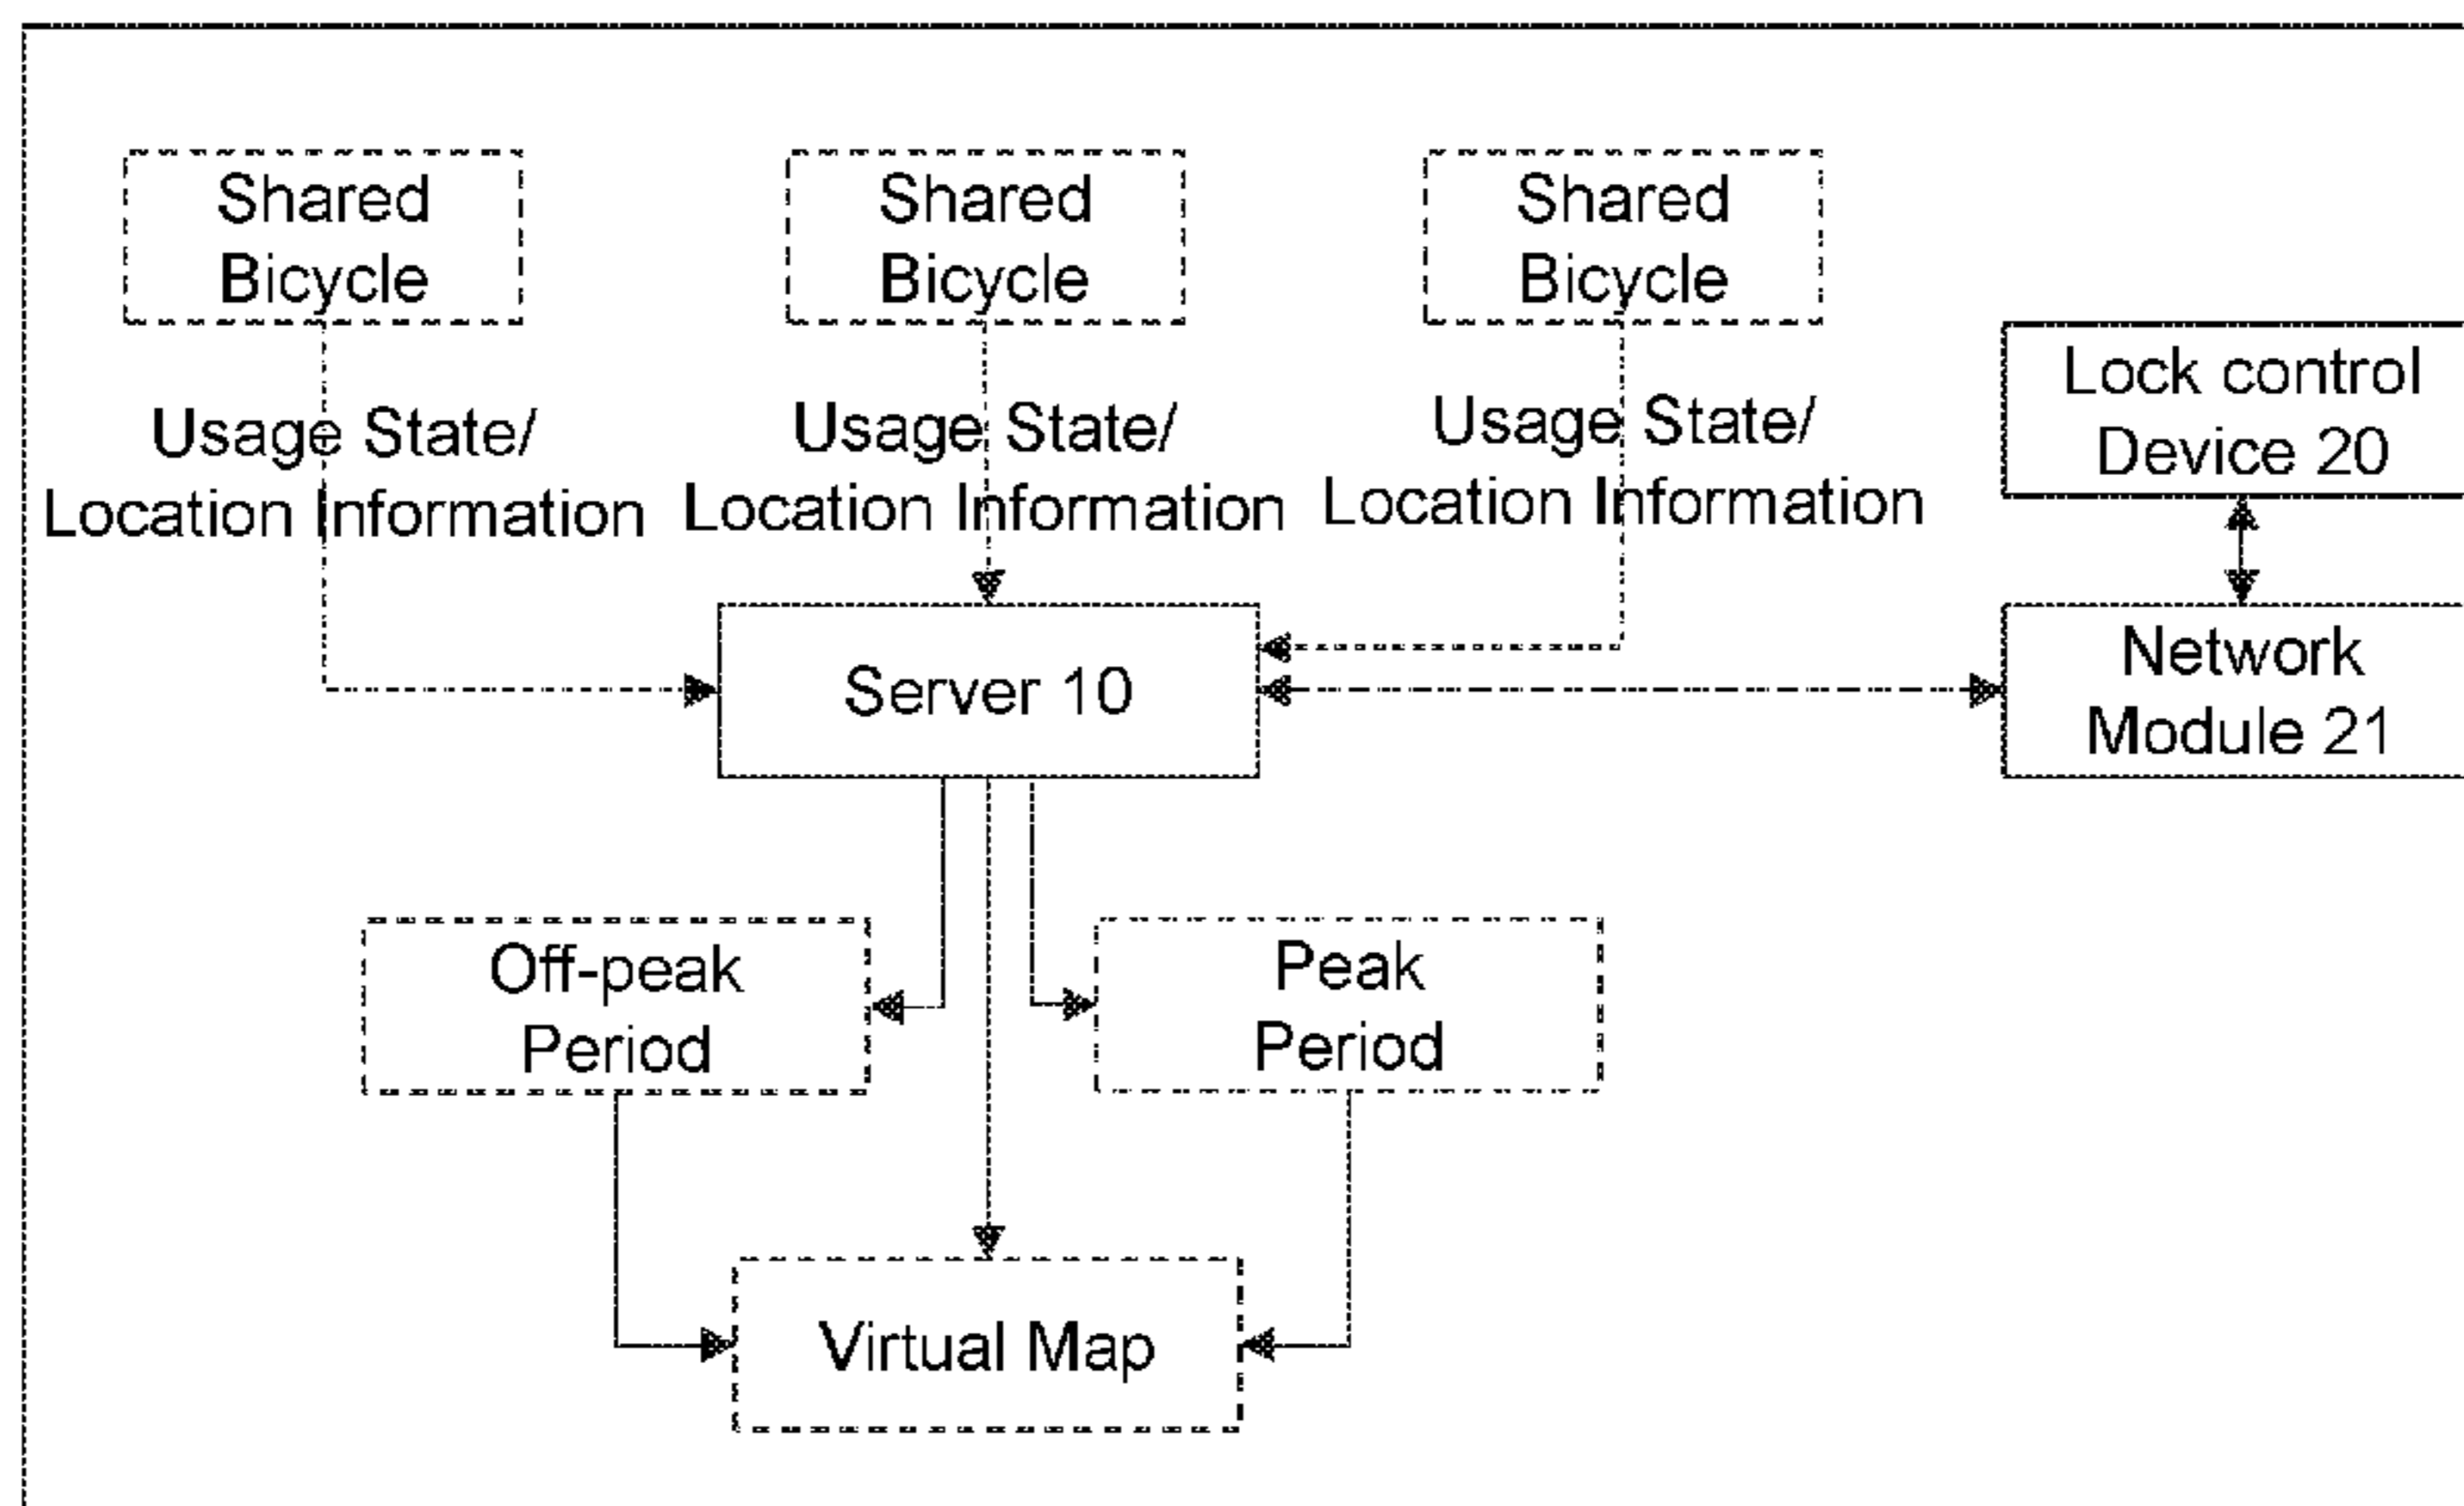 Shared
Bicycle
Shared
Bicycle
Shared
Bicycle
Lock control
Device 20
Usage State/
Location Information
Usage State/
Location Information
Usage State/
Location Information
Server 10
Network
Module 21
Off-peak
Period
Peak
Period
Virtual Map